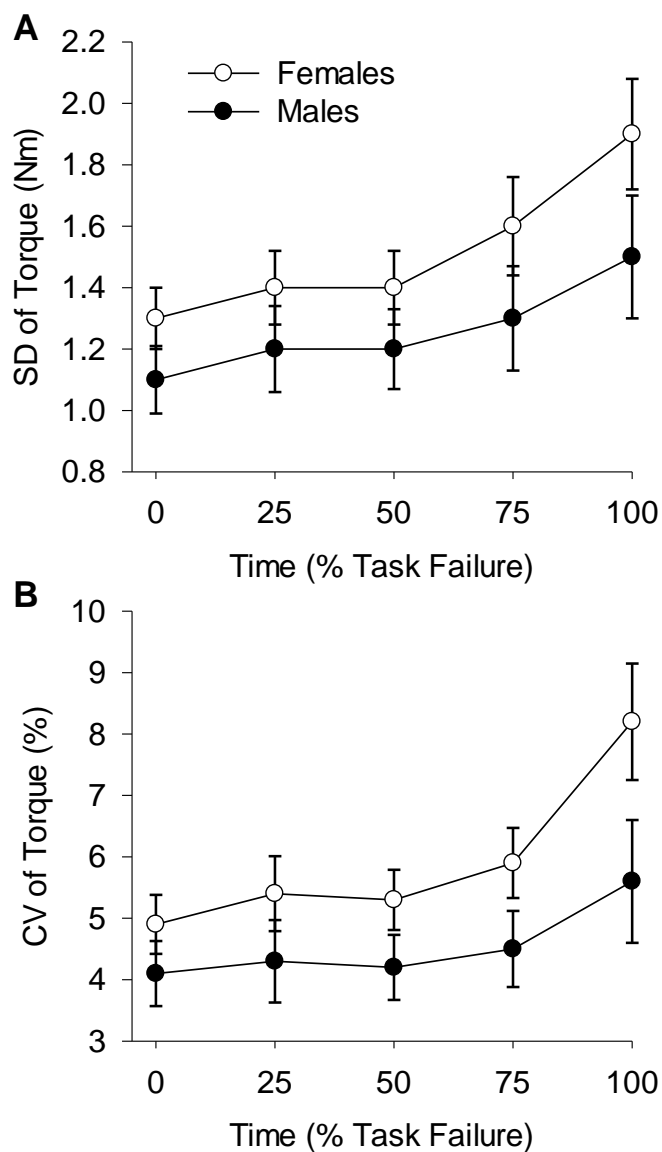 A
2.2
2.0
1.8
1.6
1.4
1.2
1.0
0.8
SD of Torque (Nm)
Females
Males
0 25 50 75 100
Time (% Task Failure)
B
10
9
8
7
6
5
4
3
CV of Torque (%)
0 25 50 75 100
Time (% Task Failure)